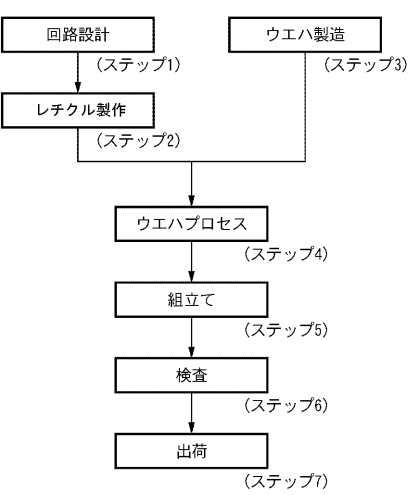 回路設計
(ステップ1)
ウエハ製造
(ステップ3)
レチクル製作
(ステップ2)
ウエハプロセス
(ステップ4)
組立て
(ステップ5)
検査
(ステップ6)
出荷
(ステップ7)